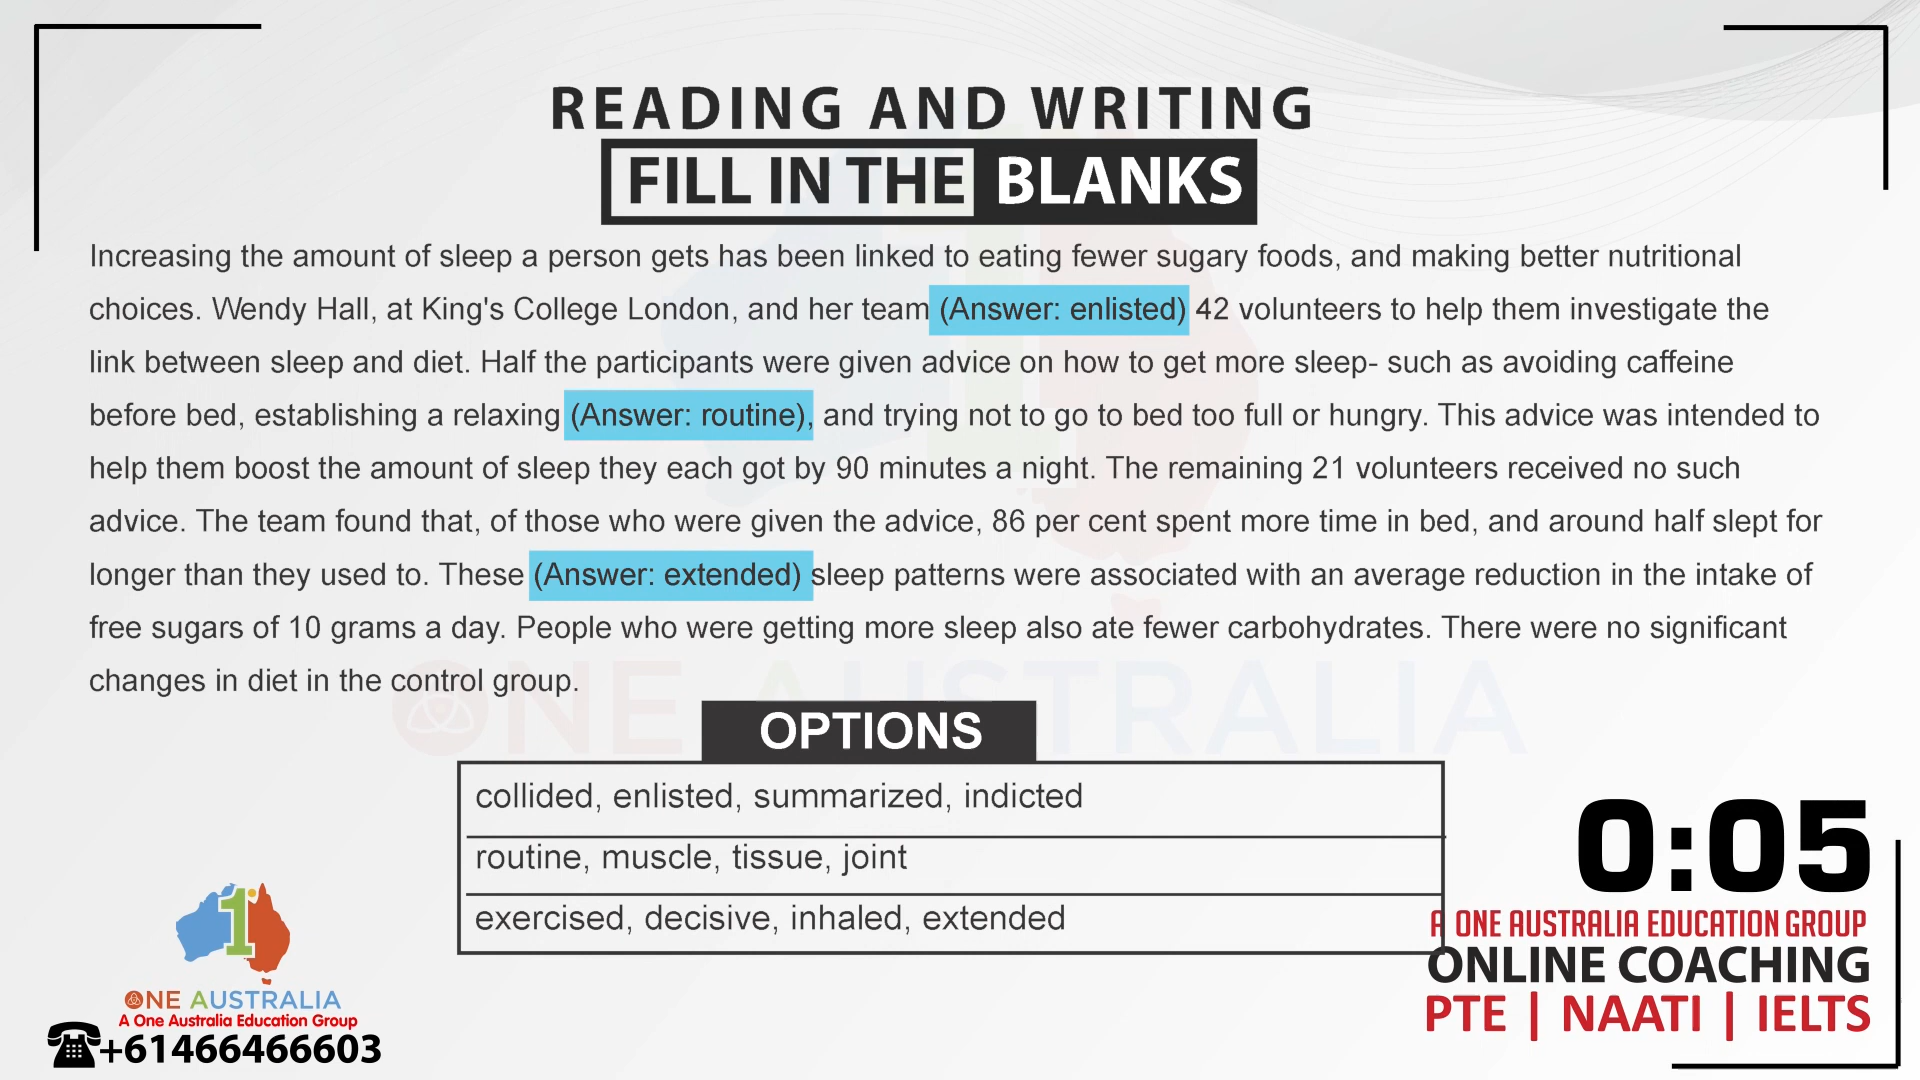 READING AND WRITING
FILL IN THE BLANKS
Increasing the amount of sleep a person gets has been linked to eating fewer sugary foods, and making better nutritional
choices. Wendy Hall, at King's College London, and her team (Answer: enlisted) 42 volunteers to help them investigate the
link between sleep and diet. Half the participants were given advice on how to get more sleep- such as avoiding caffeine
before bed, establishing a relaxing (Answer: routine), and trying not to go to bed too full or hungry. This advice was intended to
help them boost the amount of sleep they each got by 90 minutes a night. The remaining 21 volunteers received no such
advice. The team found that, of those who were given the advice, 86 per cent spent more time in bed, and around half slept for
longer than they used to. These (Answer: extended) sleep patterns were associated with an average reduction in the intake of
free sugars of 10 grams a day. People who were getting more sleep also ate fewer carbohydrates. There were no significant
changes in diet in the control group.
ONE AUSTRALIA
OPTIONS
collided, enlisted, summarized, indicted
routine, muscle, tissue, joint
exercised, decisive, inhaled, extended
0:05
A ONE AUSTRALIA EDUCATION GROUP
ONLINE COACHING
PTE | NAATI | IELTS
1
ONE AUSTRALIA
A One Australia Education Group
+61466466603